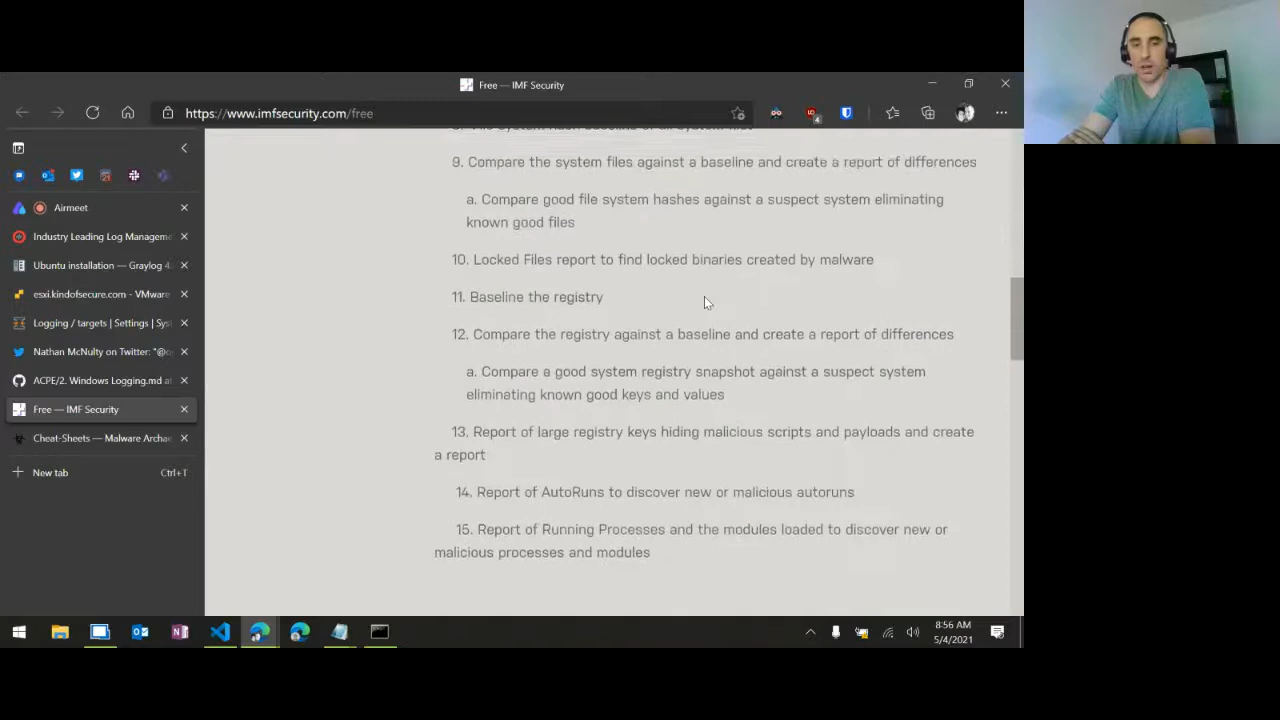 Free — IMF Security
https://www.imfsecurity.com/free
4
Airmeet
Industry Leading Log Manageme
Ubuntu installation — Graylog 4.
esxi.kindofsecure.com - VMware
Logging / targets | Settings | Sys
Nathan McNulty on Twitter: "@
ACPE/2. Windows Logging.md at
Free — IMF Security
Cheat-Sheets — Malware Archae
New tab
Ctrl+T
9. Compare the system files against a baseline and create a report of differences
a. Compare good file system hashes against a suspect system eliminating
known good files
10. Locked Files report to find locked binaries created by malware
11. Baseline the registry
12. Compare the registry against a baseline and create a report of differences
a. Compare a good system registry snapshot against a suspect system
eliminating known good keys and values
13. Report of large registry keys hiding malicious scripts and payloads and create
a report
14. Report of AutoRuns to discover new or malicious autoruns
15. Report of Running Processes and the modules loaded to discover new or
malicious processes and modules
8:56 AM
5/4/2021